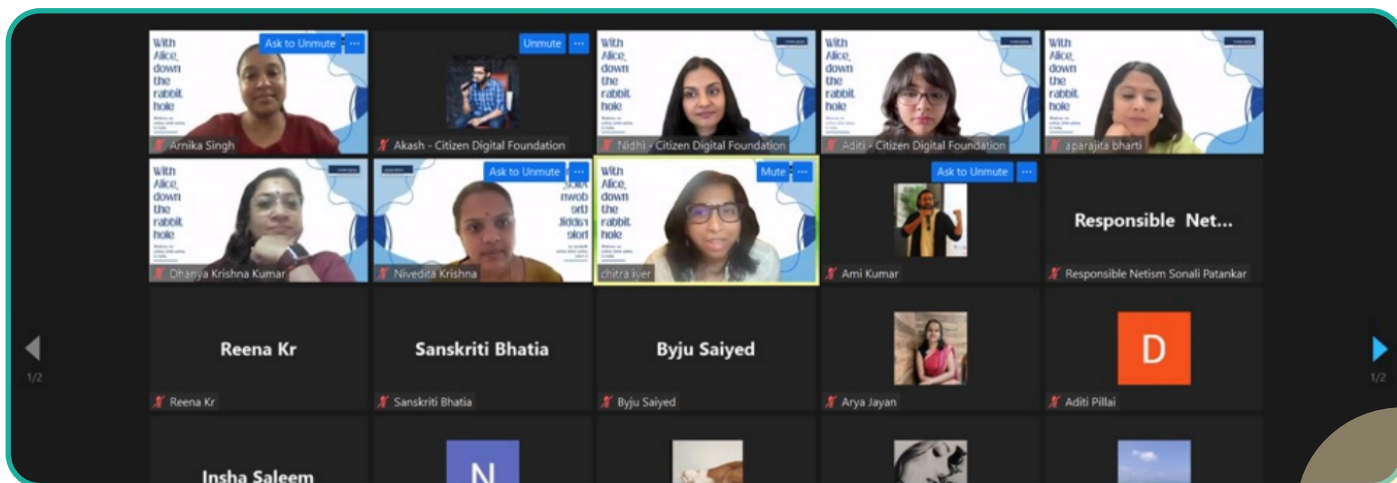 With
Alice,
down
the
rabbit
hole
Ask to Unmute
Arnika Singh
Unmute
Akash - Citizen Digital Foundation
With
Alice,
down
the
rabbit
hole
Nidhi - Citizen Digital Foundation
With
Alice,
down
the
rabbit
hole
Aditi - Citizen Digital Foundation
With
Alice,
down
the
rabbit
hole
aparajita bharti
With
Alice,
down
the
rabbit
hole
Dhanya Krishna Kumar
Ask to Unmute
Alice,
down
the
rabbit
hole
Nivedita Krishna
With
Alice,
down
the
rabbit
hole
Mute
chitra iyer
Ask to Unmute
Ami Kumar
Responsible Net...
Responsible Netism Sonali Patankar
Reena Kr
Reena Kr
Sanskriti Bhatia
Sanskriti Bhatia
Byju Saiyed
Byju Saiyed
Arya Jayan
D
Aditi Pillai
1/2
1/2
Insha Saleem
N